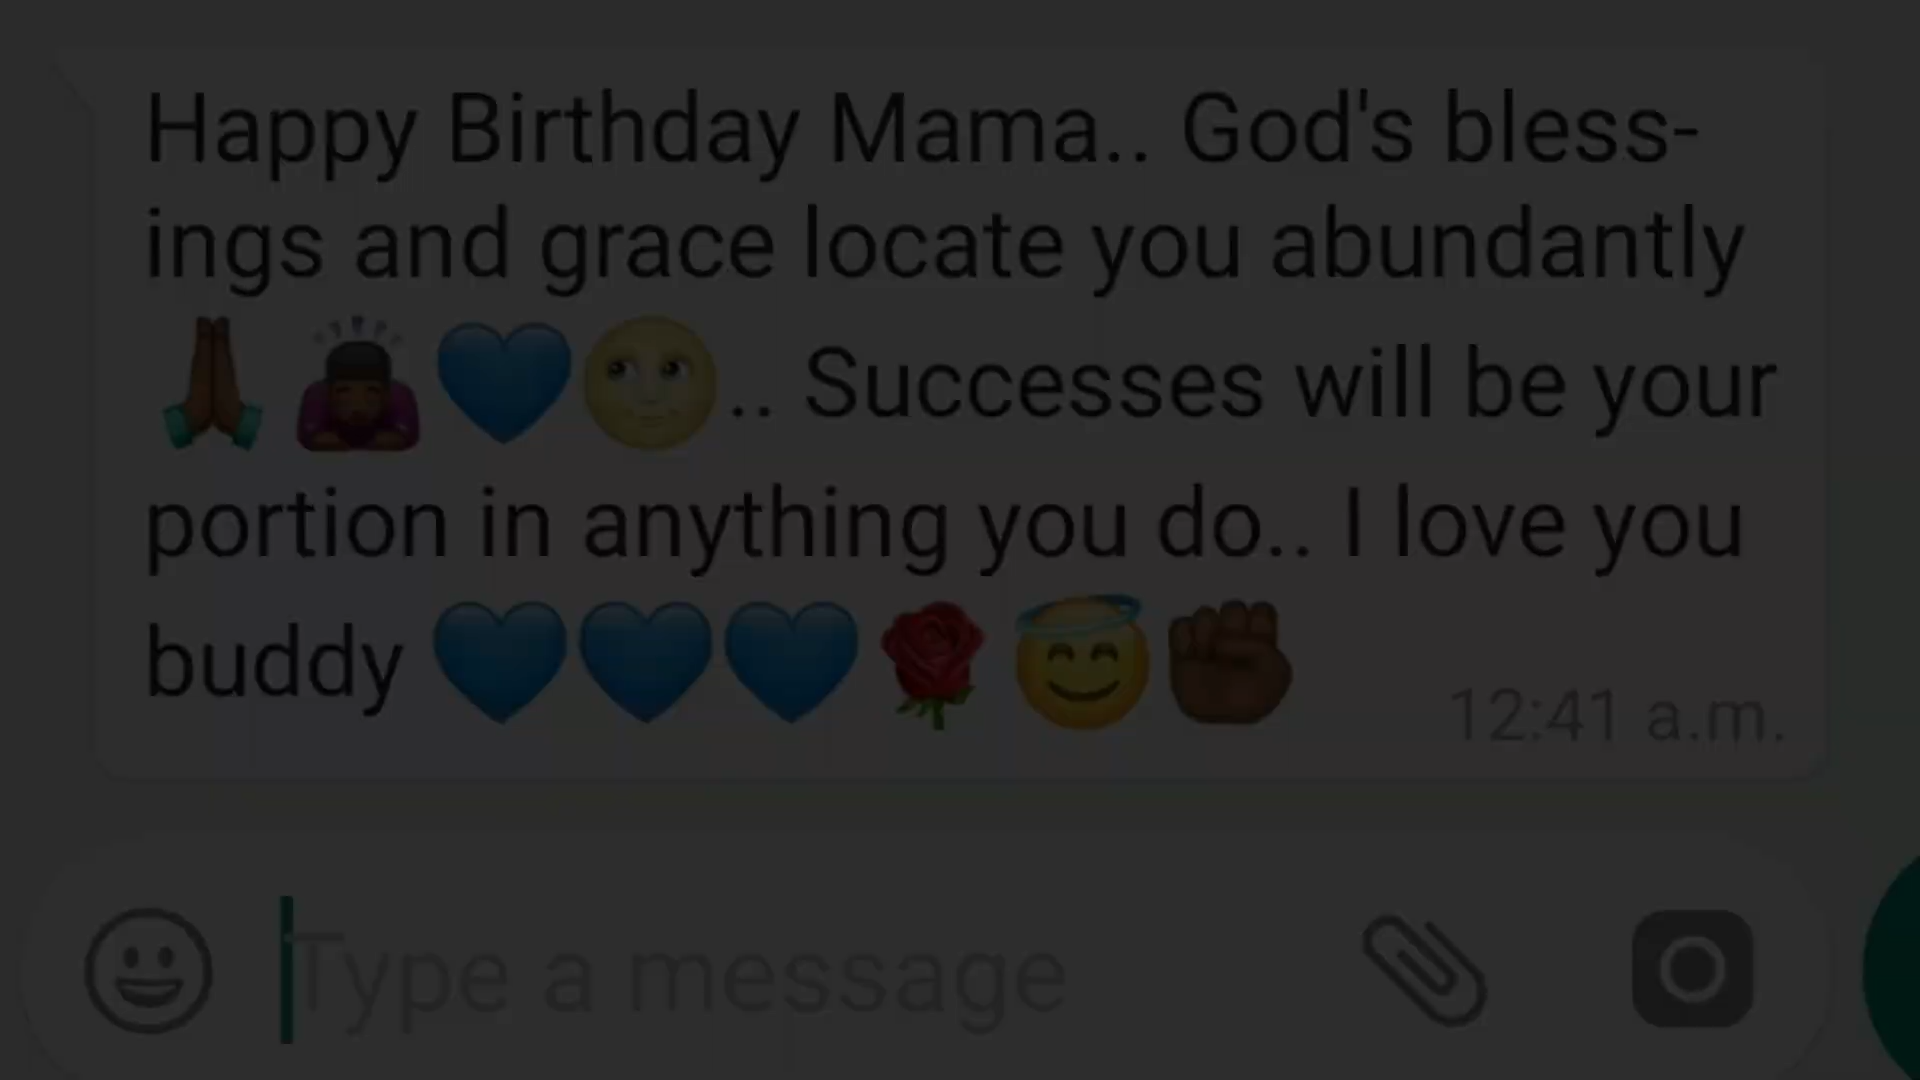 Happy Birthday Mama.. God's bless-
ings and grace locate you abundantly
🙏🏾🙇🏾💙🌝.. Successes will be your
portion in anything you do.. I love you
buddy 💙💙💙🌹😇✊🏾
12:41 a.m.
Type a message